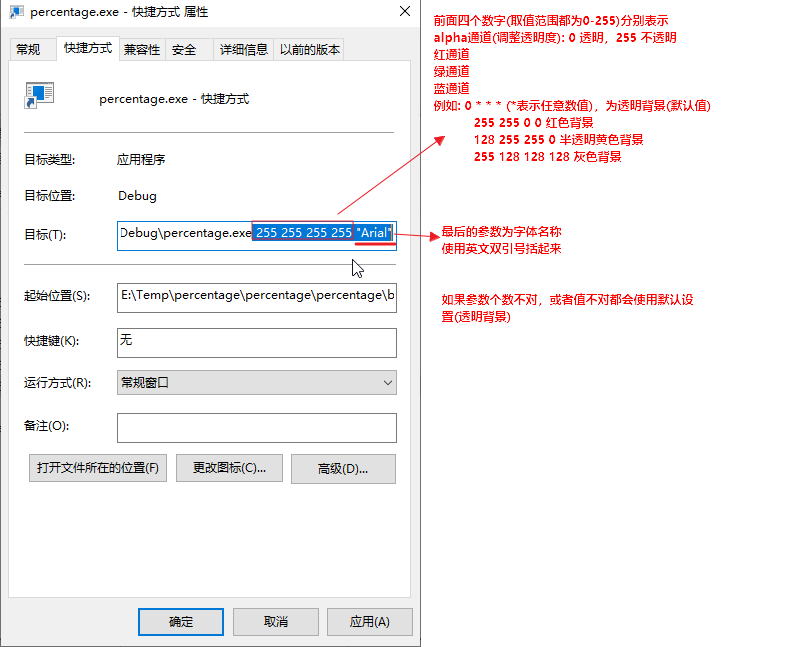 percentage.exe - 快捷方式 属性
常规
快捷方式
兼容性
安全
详细信息
以前的版本
percentage.exe - 快捷方式
目标类型:
应用程序
目标位置:
Debug
目标(T):
Debug\percentage.exe 255 255 255 255 "Arial"
起始位置(S):
E:\Temp\percentage\percentage\percentage\b
快捷键(K):
无
运行方式(R):
常规窗口
备注(O):
打开文件所在的位置(F)
更改图标(C)...
高级(D)...
确定
取消
应用(A)
前面四个数字(取值范围都为0-255)分别表示
alpha通道(调整透明度): 0 透明，255 不透明
红通道
绿通道
蓝通道
例如: 0 * * * (*表示任意数值)，为透明背景(默认值)
255 255 0 0 红色背景
128 255 255 0 半透明黄色背景
255 128 128 128 灰色背景
最后的参数为字体名称
使用英文双引号括起来
如果参数个数不对，或者值不对都会使用默认设
置(透明背景)